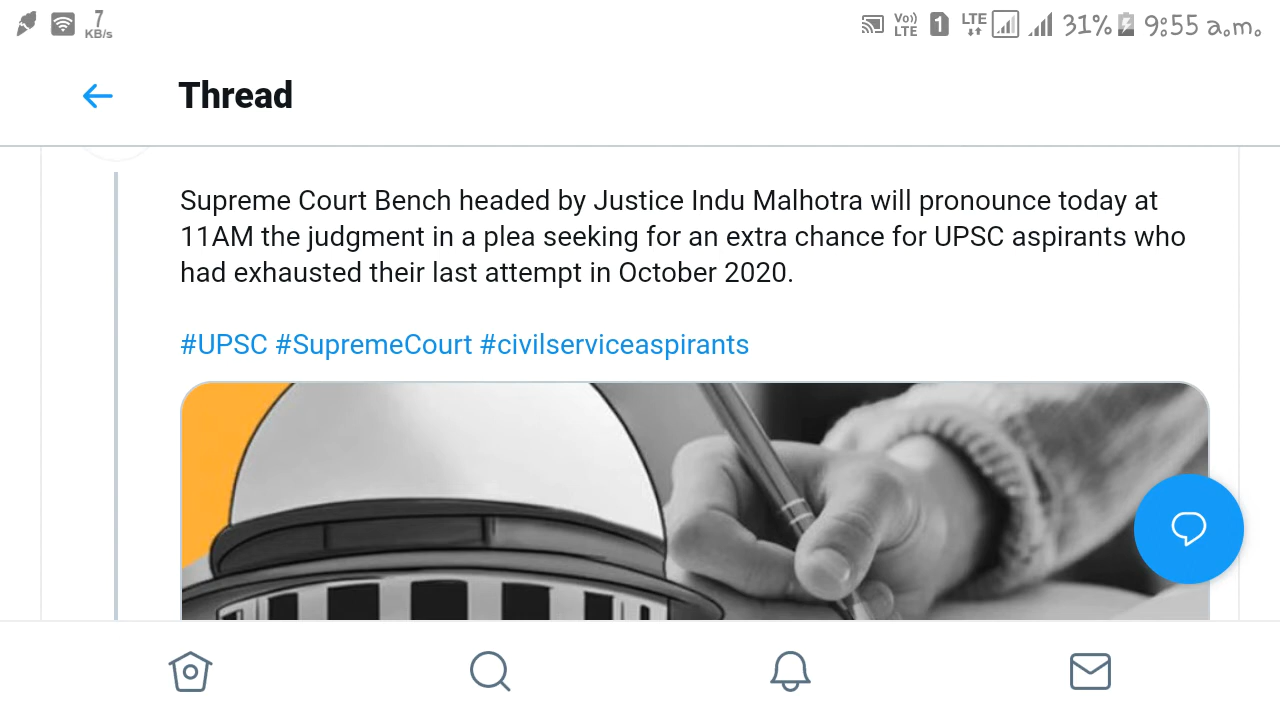 7
KB/s
Vo))
LTE
1
LTE
31%
9:55 a.m.
Thread
Supreme Court Bench headed by Justice Indu Malhotra will pronounce today at
11AM the judgment in a plea seeking for an extra chance for UPSC aspirants who
had exhausted their last attempt in October 2020.
#UPSC #SupremeCourt #civilserviceaspirants